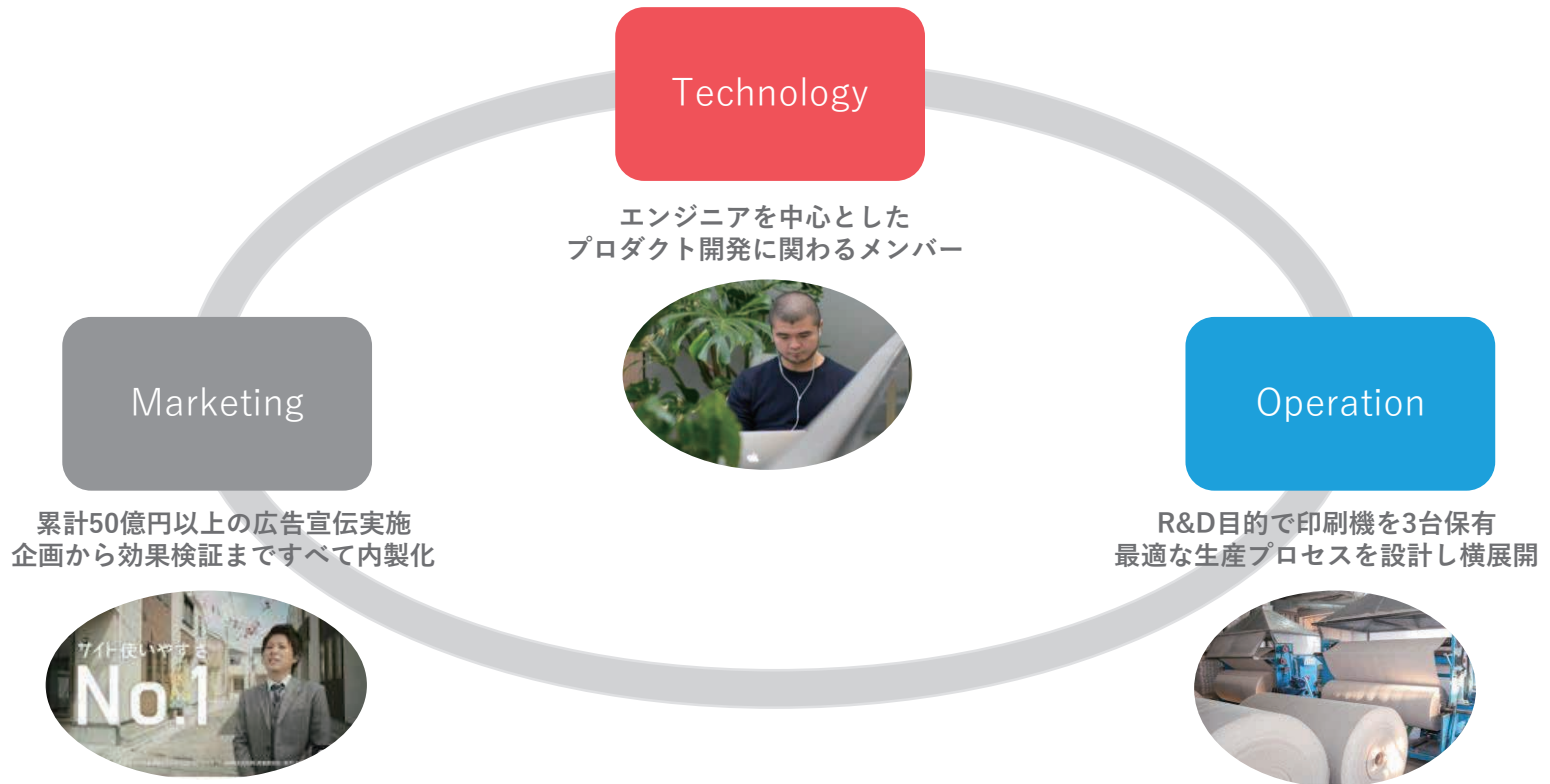 Technology
エンジニアを中心とした
プロダクト開発に関わるメンバー
Marketing
累計50億円以上の広告宣伝実施
企画から効果検証まですべて内製化
サイト使いやすさ
No.1
Operation
R&D目的で印刷機を3台保有
最適な生産プロセスを設計し横展開